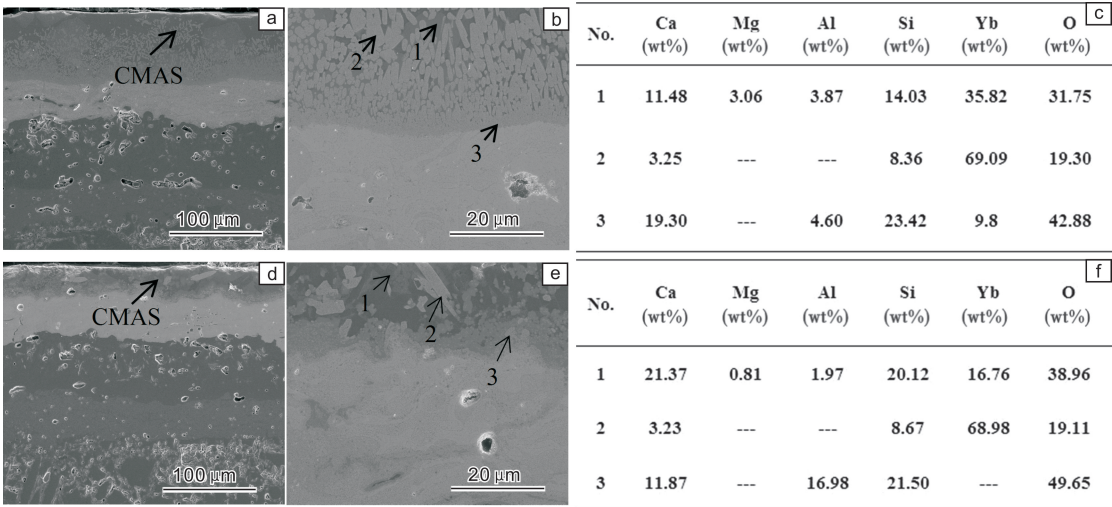 a
CMAS
100 µm
b
1
2
3
20 µm
c
No. Ca (wt%) Mg (wt%) Al (wt%) Si (wt%) Yb (wt%) O (wt%)
1 11.48 3.06 3.87 14.03 35.82 31.75
2 3.25 --- --- 8.36 69.09 19.30
3 19.30 --- 4.60 23.42 9.8 42.88
d
CMAS
100 µm
e
1
2
3
20 µm
f
No. Ca (wt%) Mg (wt%) Al (wt%) Si (wt%) Yb (wt%) O (wt%)
1 21.37 0.81 1.97 20.12 16.76 38.96
2 3.23 --- --- 8.67 68.98 19.11
3 11.87 --- 16.98 21.50 --- 49.65